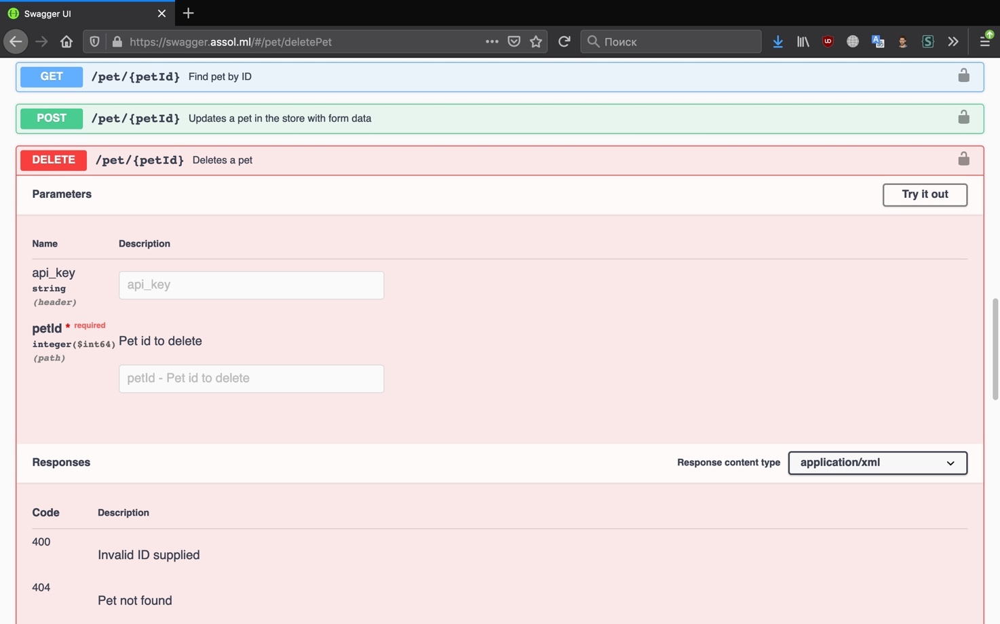 Swagger UI
https://swagger.assol.ml/#/pet/deletePet
Поиск
GET /pet/{petId} Find pet by ID
POST /pet/{petId} Updates a pet in the store with form data
DELETE /pet/{petId} Deletes a pet
Parameters Try it out
Name Description
api_key
string
(header)
api_key
petId * required
integer($int64)
(path)
Pet id to delete
petId - Pet id to delete
Responses Response content type application/xml
Code Description
400
Invalid ID supplied
404
Pet not found